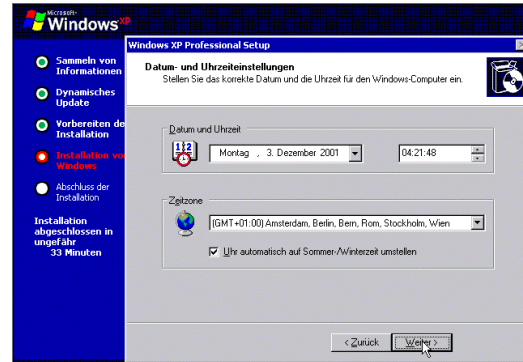 Microsoft
Windows xp
Windows XP Professional Setup
Sammeln von
Informationen
Dynamisches
Update
Vorbereiten de
Installation
Installation von
Windows
Abschluss der
Installation
Installation
abgeschlossen in
ungefähr
33 Minuten
Datum- und Uhrzeiteinstellungen
Stellen Sie das korrekte Datum und die Uhrzeit für den Windows-Computer ein.
Datum und Uhrzeit
Montag , 3. Dezember 2001
04:21:48
Zeitzone
(GMT+01:00) Amsterdam, Berlin, Bern, Rom, Stockholm, Wien
Uhr automatisch auf Sommer-/Winterzeit umstellen
< Zurück
Weiter >